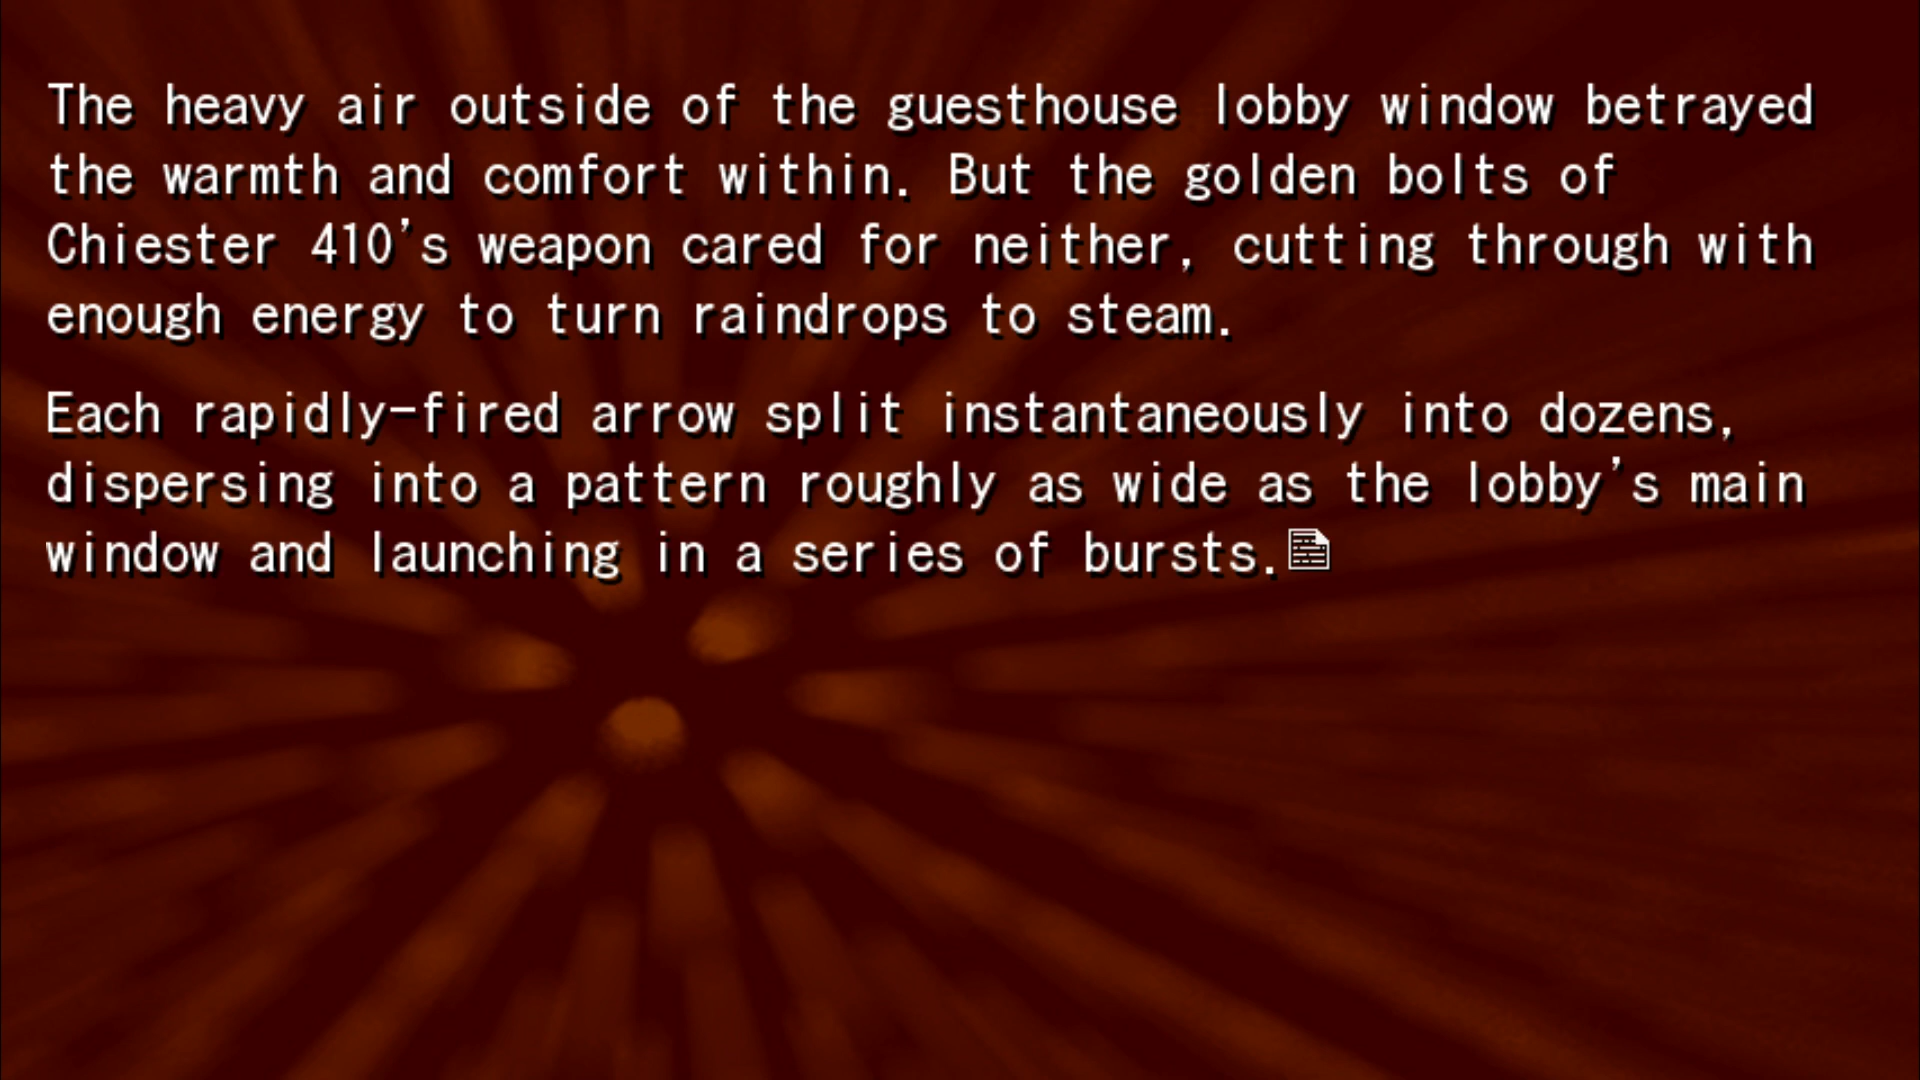 The heavy air outside of the guesthouse lobby window betrayed
the warmth and comfort within. But the golden bolts of
Chiester 410's weapon cared for neither, cutting through with
enough energy to turn raindrops to steam.
Each rapidly-fired arrow split instantaneously into dozens,
dispersing into a pattern roughly as wide as the lobby's main
window and launching in a series of bursts.